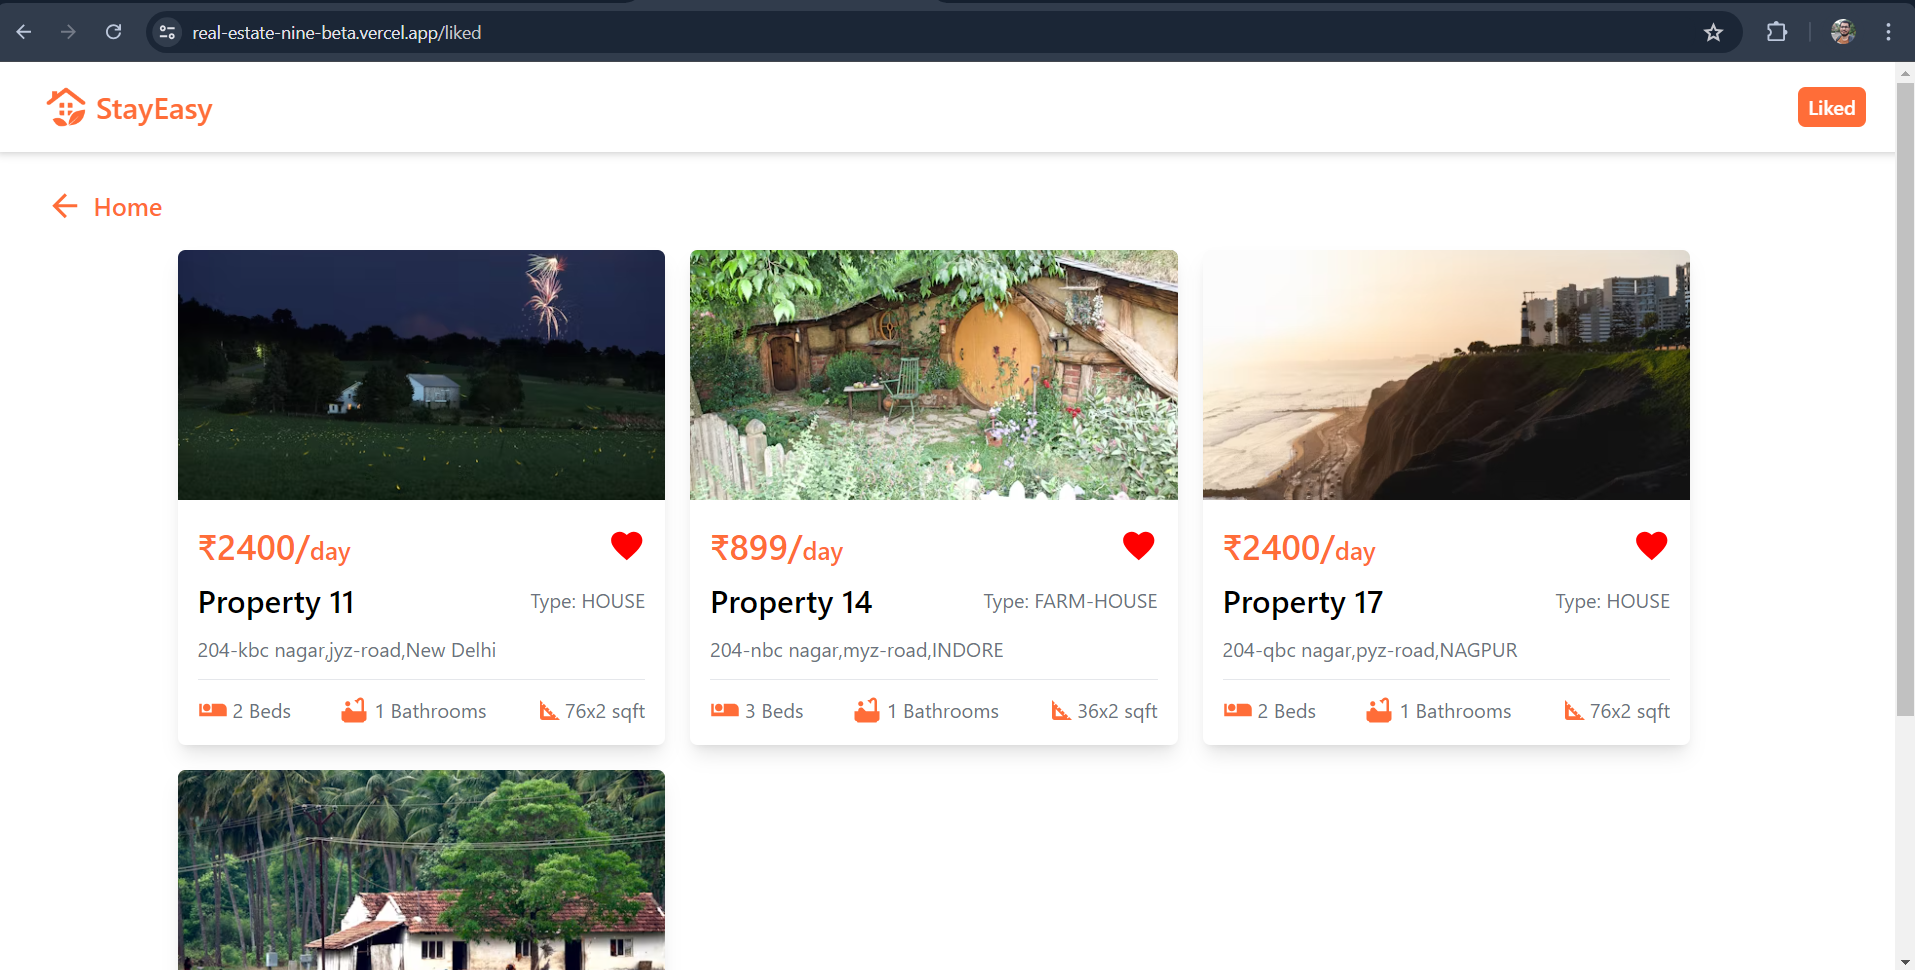 real-estate-nine-beta.vercel.app/liked
StayEasy
Liked
Home
₹2400/day
Property 11
Type: HOUSE
204-kbc nagar,jyz-road,New Delhi
2 Beds
1 Bathrooms
76x2 sqft
₹899/day
Property 14
Type: FARM-HOUSE
204-nbc nagar,myz-road,INDORE
3 Beds
1 Bathrooms
36x2 sqft
₹2400/day
Property 17
Type: HOUSE
204-qbc nagar,pyz-road,NAGPUR
2 Beds
1 Bathrooms
76x2 sqft